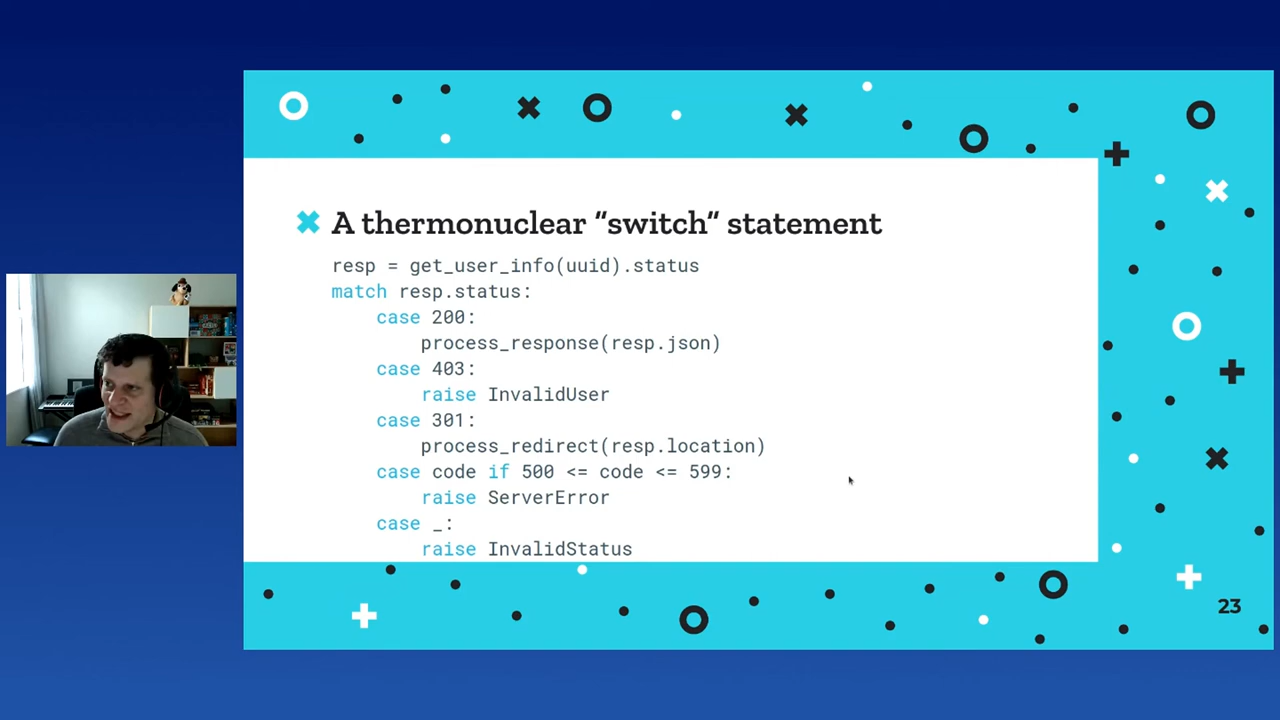 A thermonuclear “switch” statement
resp = get_user_info(uuid).status
match resp.status:
    case 200:
        process_response(resp.json)
    case 403:
        raise InvalidUser
    case 301:
        process_redirect(resp.location)
    case code if 500 <= code <= 599:
        raise ServerError
    case _:
        raise InvalidStatus
23